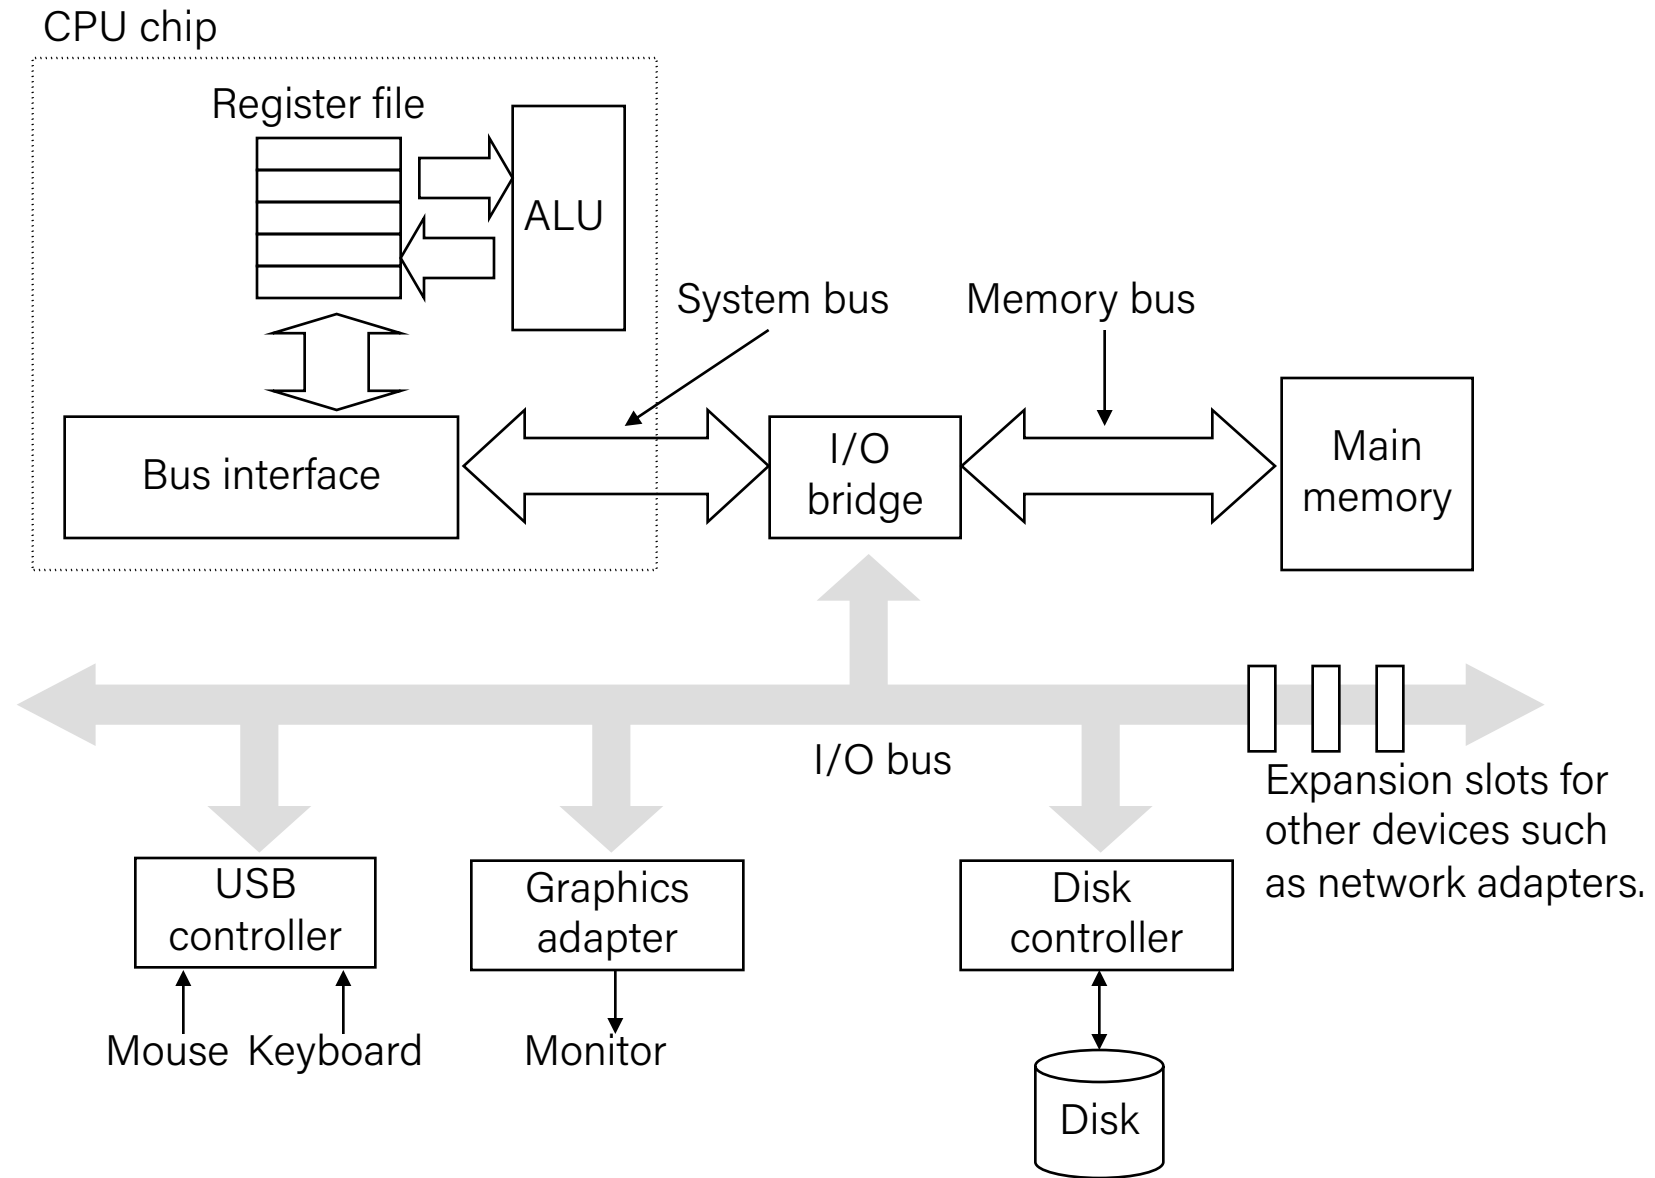 CPU chip
Register file
ALU
System bus
Memory bus
Bus interface
I/O
bridge
Main
memory
I/O bus
Expansion slots for
other devices such
as network adapters.
USB
controller
Graphics
adapter
Disk
controller
Mouse
Keyboard
Monitor
Disk